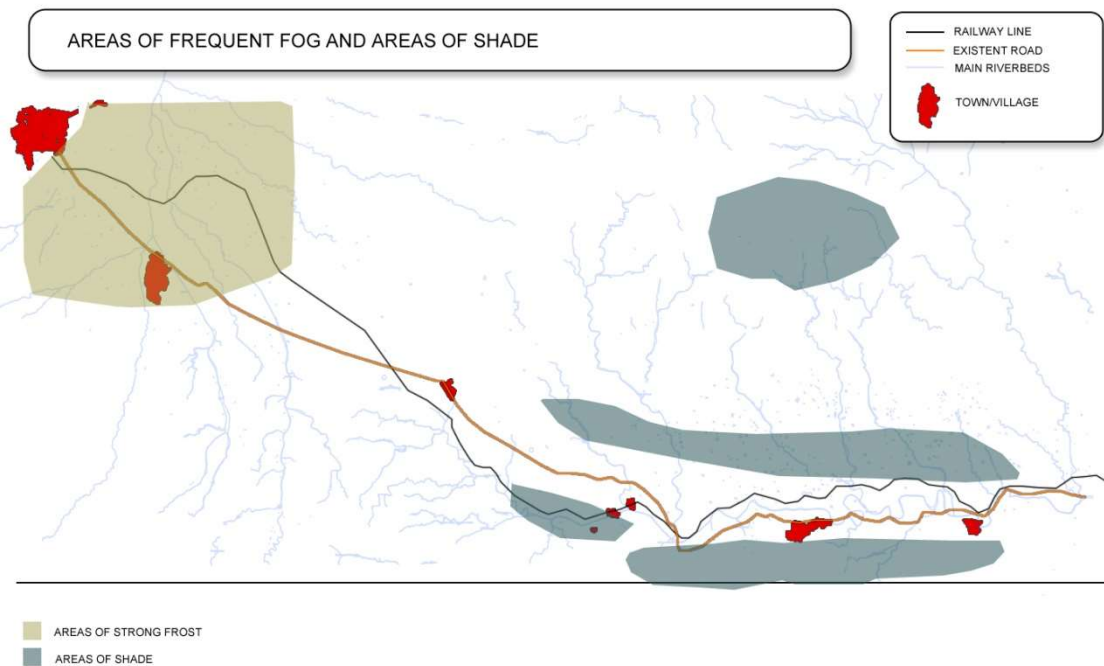 AREAS OF FREQUENT FOG AND AREAS OF SHADE
RAILWAY LINE
EXISTENT ROAD
MAIN RIVERBEDS
TOWN/VILLAGE
AREAS OF STRONG FROST
AREAS OF SHADE